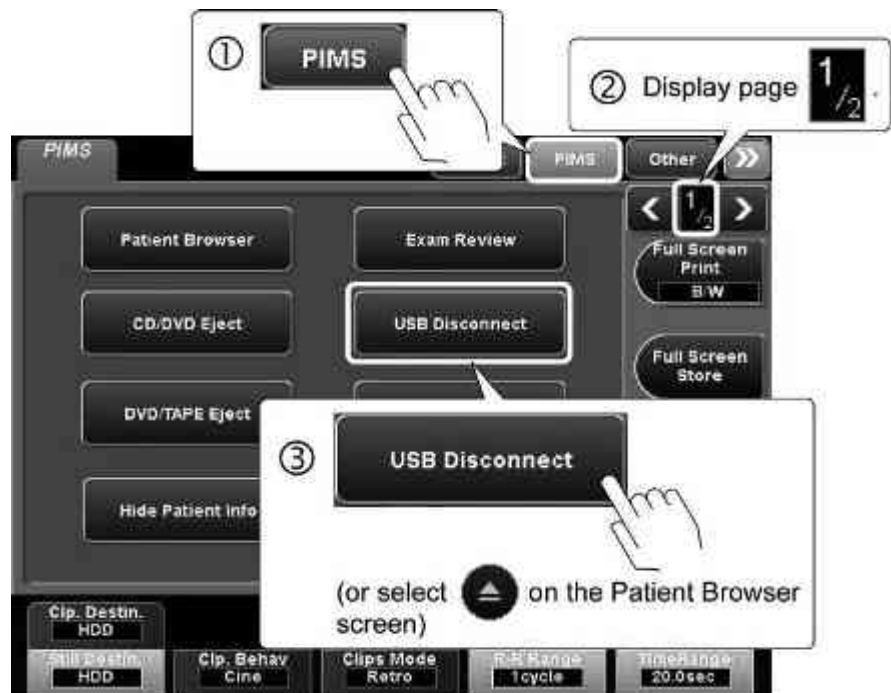 ① PIMS
② Display page 1/2 .
PIMS
PIMS
Other
1/2
Patient Browser
Exam Review
Full Screen
Print
B/W
CD/DVD Eject
USB Disconnect
Full Screen
Store
DVD/TAPE Eject
③ USB Disconnect
Hide Patient Info
(or select on the Patient Browser
screen)
Clp. Destin.
HDD
Still Destin.
HDD
Clp. Behav
Cine
Clips Mode
Retro
R-R Range
1cycle
TimeRange
20.0sec